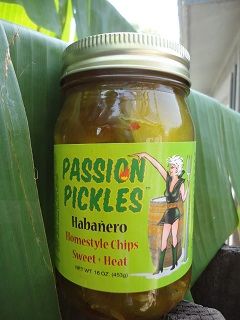 PASSION
PICKLES
Habañero
Homestyle Chips
Sweet + Heat
NET WT 16 OZ. (453g)